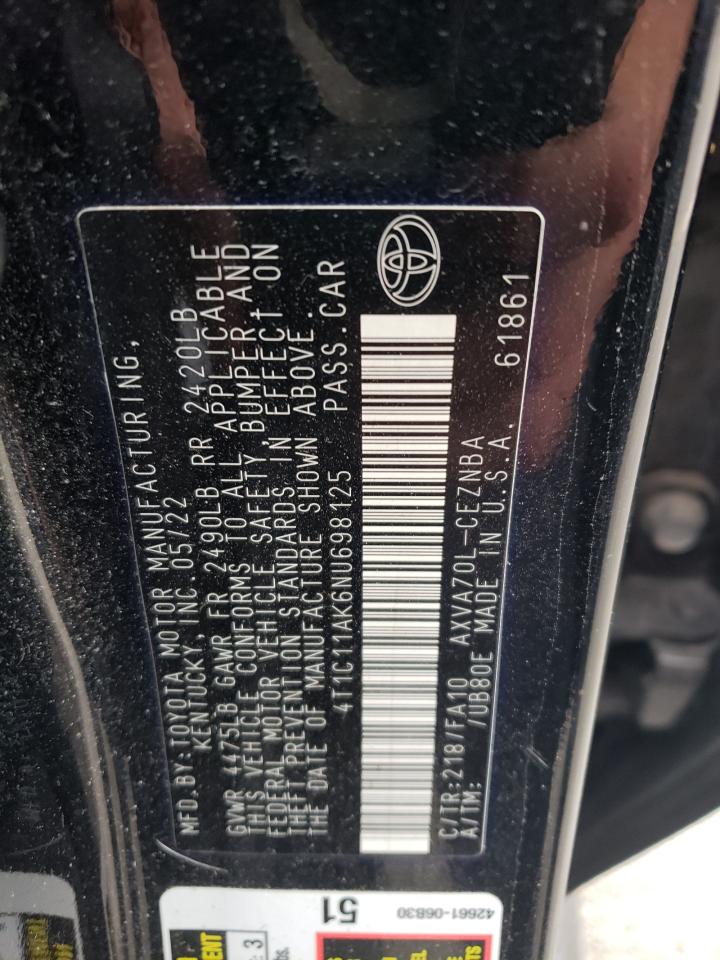 MFD. BY: TOYOTA MOTOR MANUFACTURING,
KENTUCKY, INC. 05/22
GVWR 4475LB GAWR FR 2490LB RR 2420LB
THIS VEHICLE CONFORMS TO ALL APPLICABLE
FEDERAL MOTOR VEHICLE SAFETY, BUMPER AND
THEFT PREVENTION STANDARDS IN EFFECT ON
THE DATE OF MANUFACTURE SHOWN ABOVE.
4T1C11AK6NU698125 PASS.CAR
C/TR:218/FA10 AXVA70L-CEZNBA
A/TM: /UB80E MADE IN U.S.A. 61861
42661-06B30
51
3